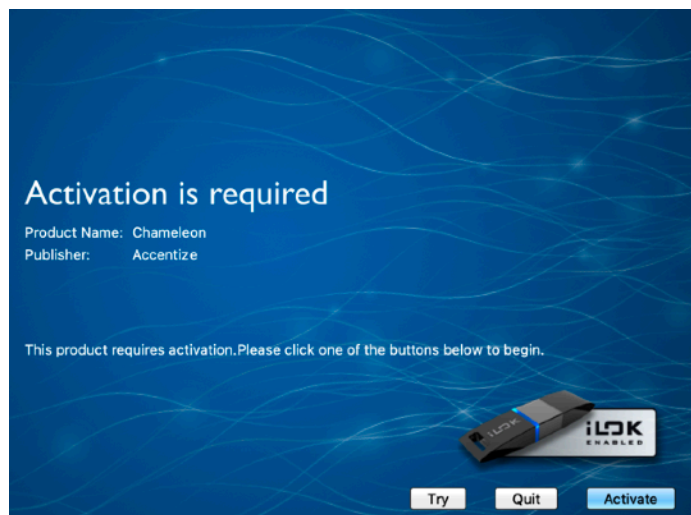 Activation is required
Product Name: Chameleon
Publisher: Accentize
This product requires activation.Please click one of the buttons below to begin.
iLOK
iLOK
ENABLED
Try Quit Activate